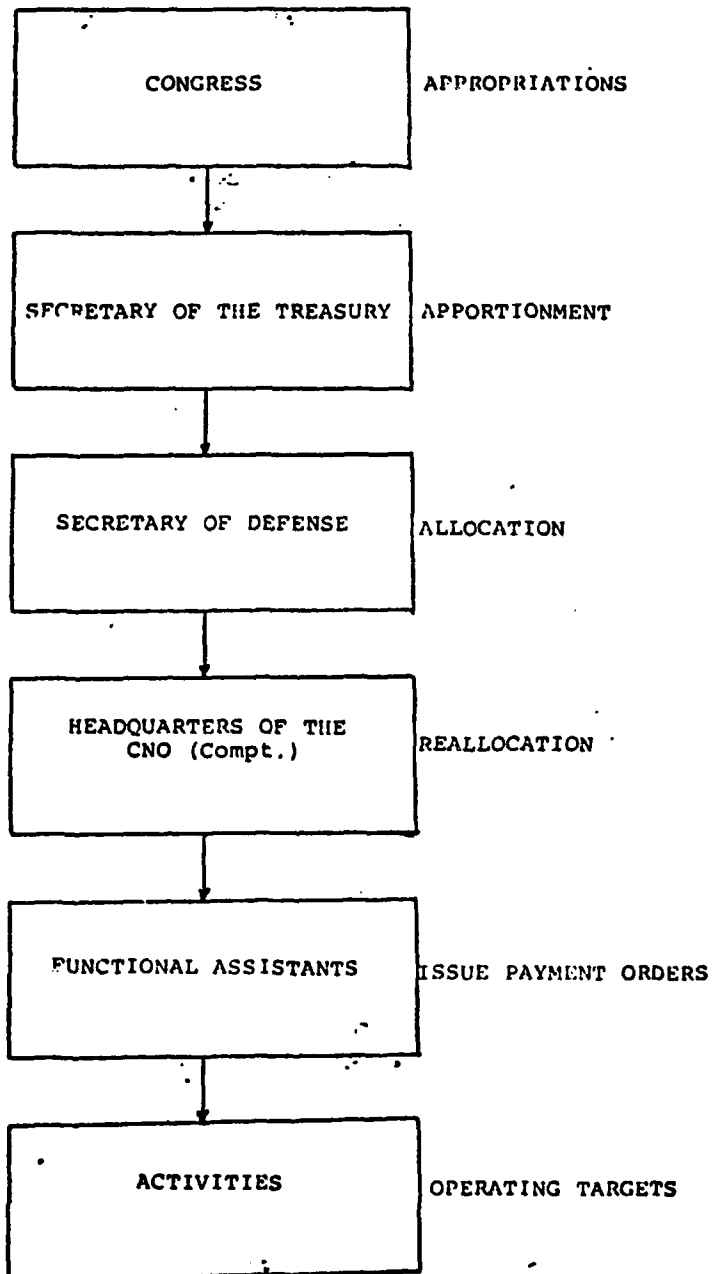 CONGRESS APPROPRIATIONS
SECRETARY OF THE TREASURY APPORTIONMENT
SECRETARY OF DEFENSE ALLOCATION
HEADQUARTERS OF THE
CNO (Compt.) REALLOCATION
FUNCTIONAL ASSISTANTS ISSUE PAYMENT ORDERS
ACTIVITIES OPERATING TARGETS